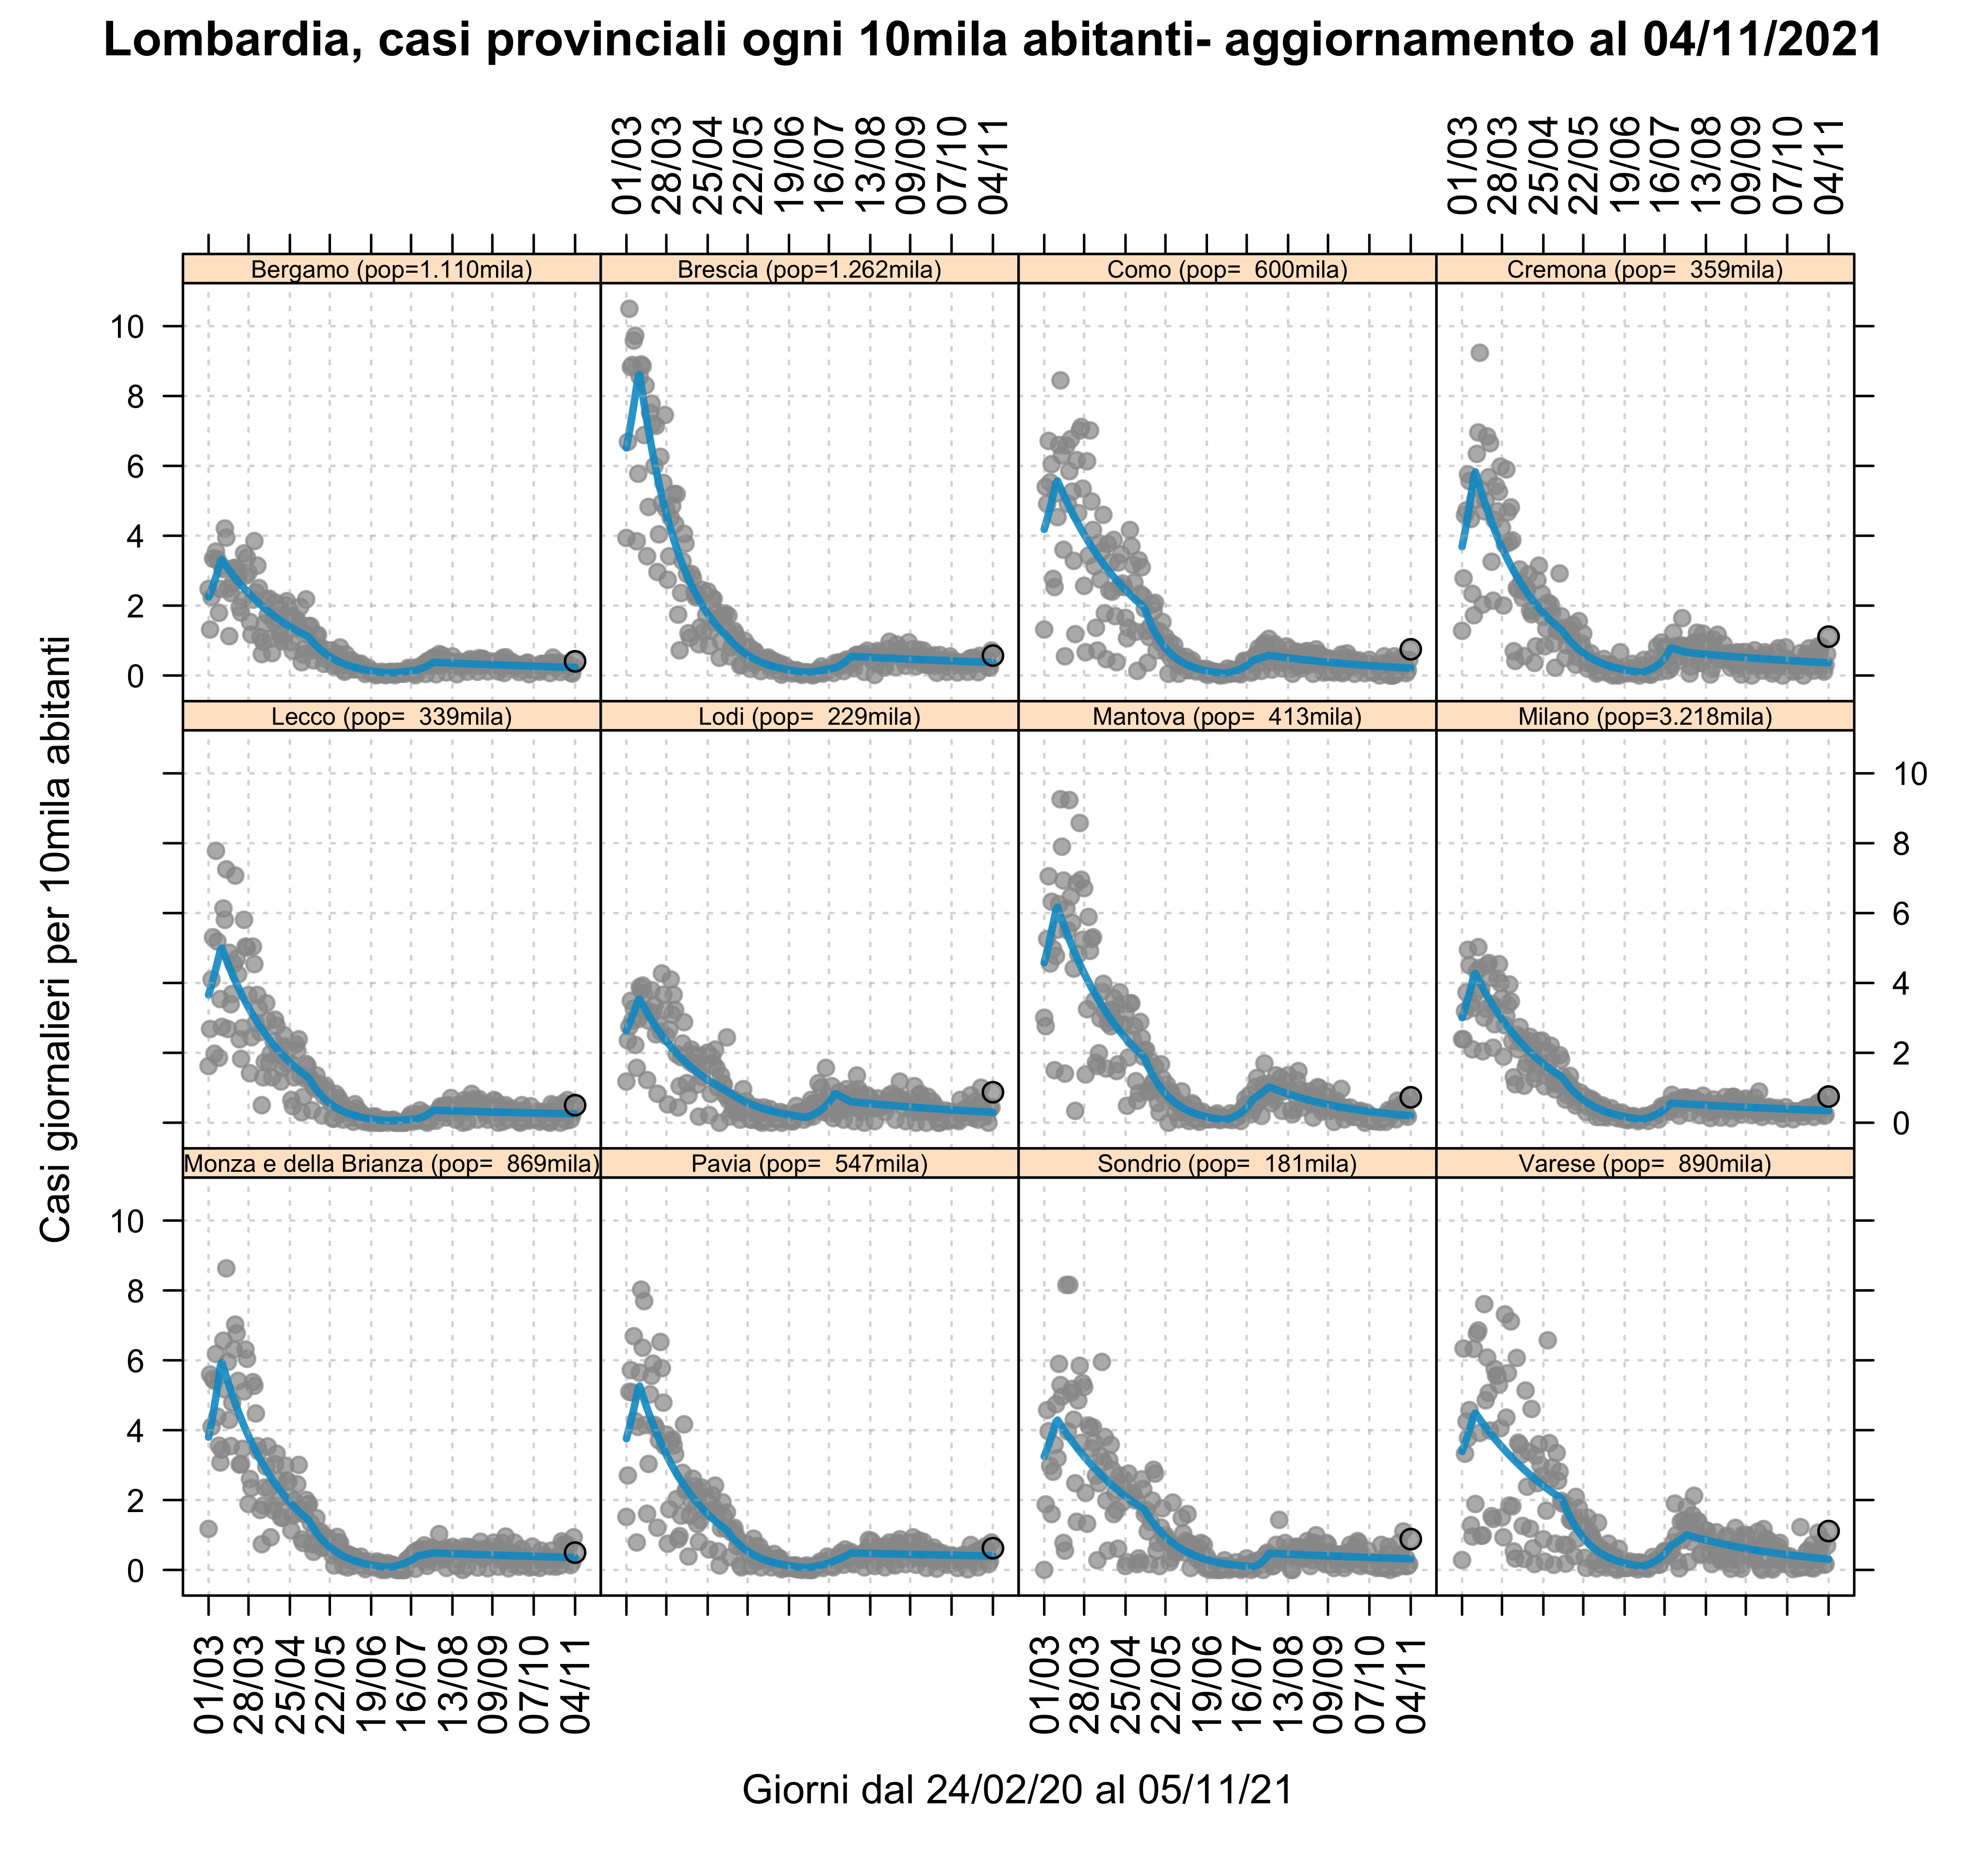 Lombardia, casi provinciali ogni 10mila abitanti- aggiornamento al 04/11/2021
01/03 28/03 25/04 22/05 19/06 16/07 13/08 09/09 07/10 04/11
01/03 28/03 25/04 22/05 19/06 16/07 13/08 09/09 07/10 04/11
Bergamo (pop=1.110mila)
Brescia (pop=1.262mila)
Como (pop= 600mila)
Cremona (pop= 359mila)
10
8
6
4
2
0
Lecco (pop= 339mila)
Lodi (pop= 229mila)
Mantova (pop= 413mila)
Milano (pop=3.218mila)
10
8
6
4
2
0
Monza e della Brianza (pop= 869mila)
Pavia (pop= 547mila)
Sondrio (pop= 181mila)
Varese (pop= 890mila)
10
8
6
4
2
0
Casi giornalieri per 10mila abitanti
01/03 28/03 25/04 22/05 19/06 16/07 13/08 09/09 07/10 04/11
01/03 28/03 25/04 22/05 19/06 16/07 13/08 09/09 07/10 04/11
Giorni dal 24/02/20 al 05/11/21